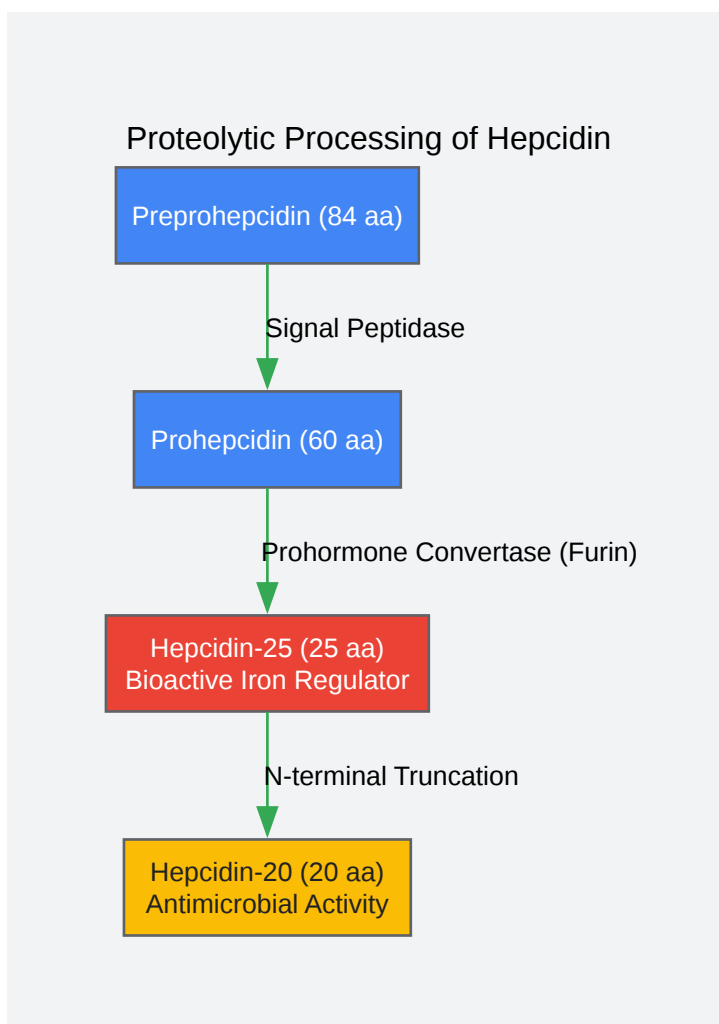 Proteolytic Processing of Hepcidin
Preprohepcidin (84 aa)
Signal Peptidase
Prohepcidin (60 aa)
Prohormone Convertase (Furin)
Hepcidin-25 (25 aa)
Bioactive Iron Regulator
N-terminal Truncation
Hepcidin-20 (20 aa)
Antimicrobial Activity